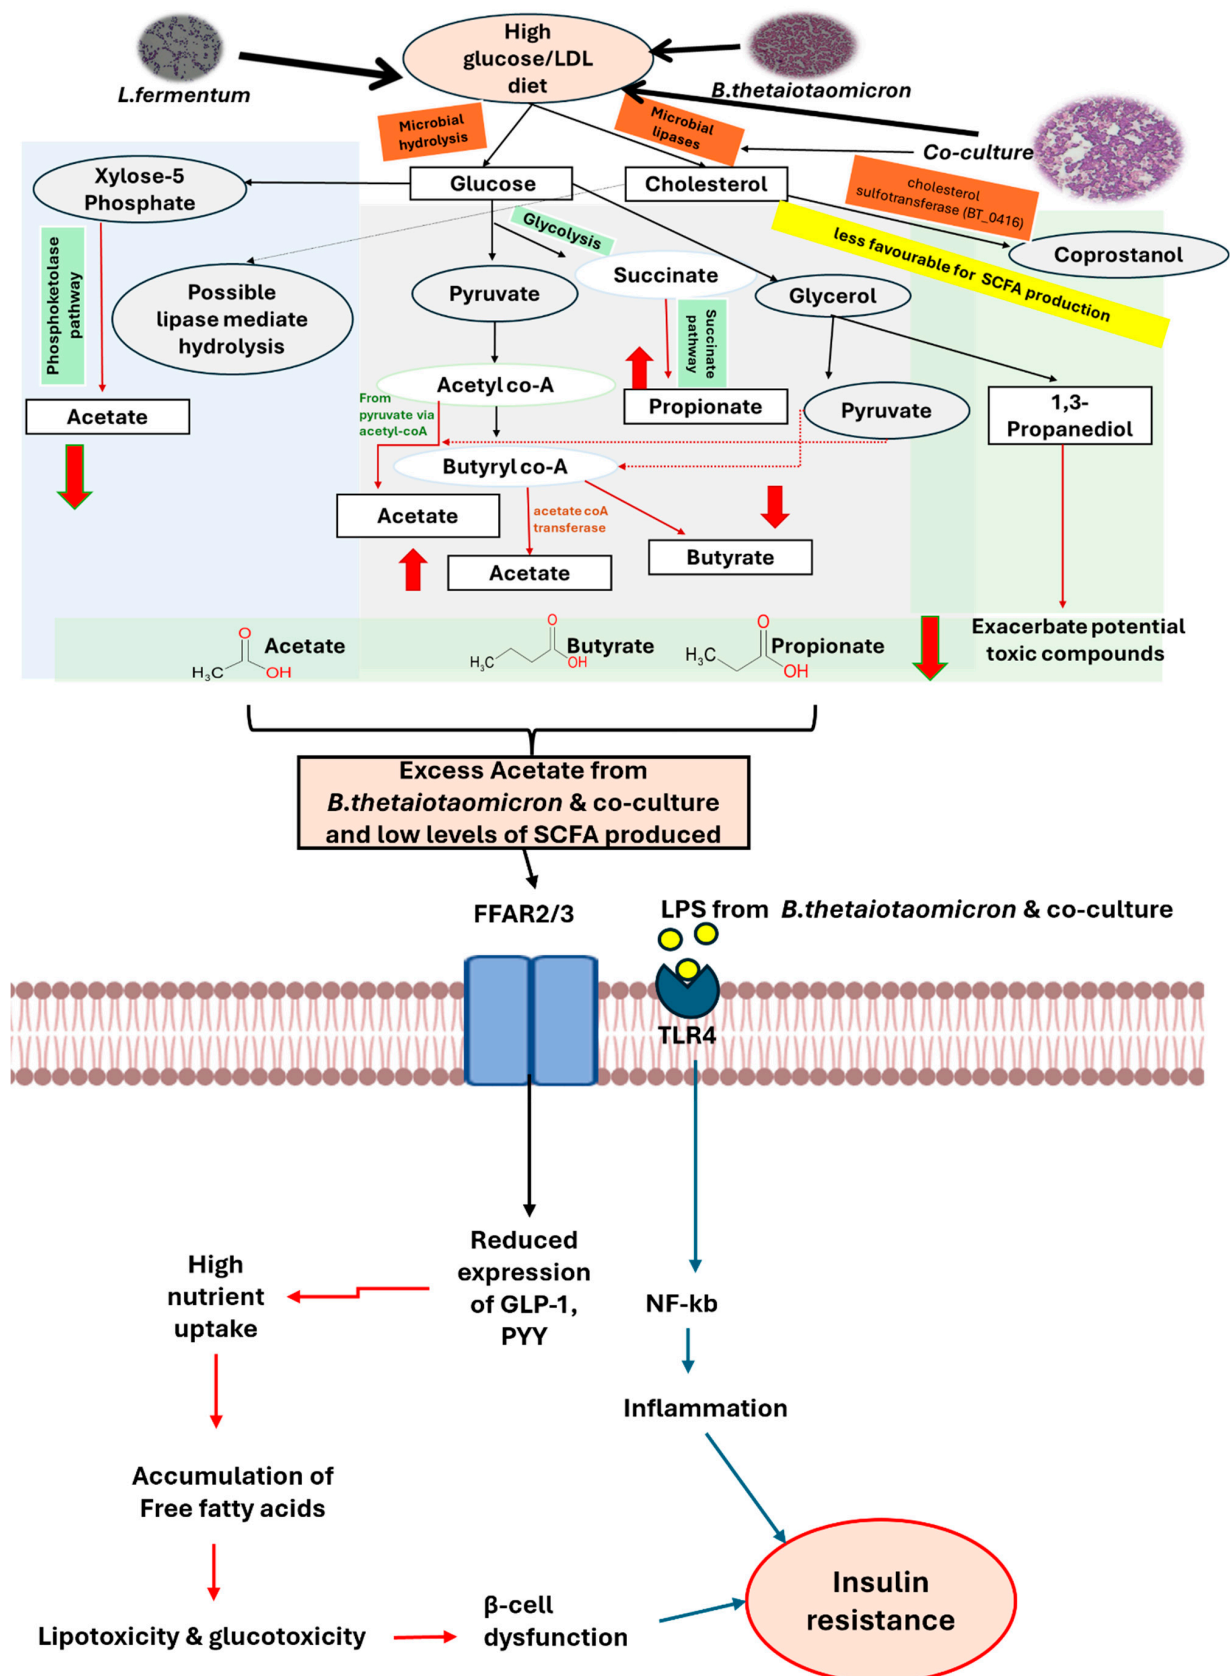 High
glucose/LDL
diet
L.fermentum
B.thetaiotaomicron
Microbial
hydrolysis
Microbial
lipases
Co-culture
Xylose-5
Phosphate
Glucose
Cholesterol
cholesterol
sulfotransferase (BT_0416)
Glycolysis
less favourable for SCFA production
Coprostanol
Phosphoketolase
pathway
Possible
lipase mediate
hydrolysis
Pyruvate
Succinate
Glycerol
Succinate
pathway
Acetyl co-A
From
pyruvate via
acetyl-coA
Propionate
Pyruvate
1,3-
Propanediol
Acetate
Butyryl co-A
Acetate
acetate coA
transferase
Acetate
Butyrate
O
H₃C
OH
Acetate
O
H₃C
OH
Butyrate
O
H₃C
OH
Propionate
Exacerbate potential
toxic compounds
Excess Acetate from
B.thetaiotaomicron & co-culture
and low levels of SCFA produced
FFAR2/3
LPS from B.thetaiotaomicron & co-culture
TLR4
Reduced
expression
of GLP-1,
PYY
High
nutrient
uptake
NF-kb
Inflammation
Accumulation of
Free fatty acids
Lipotoxicity & glucotoxicity
β-cell
dysfunction
Insulin
resistance